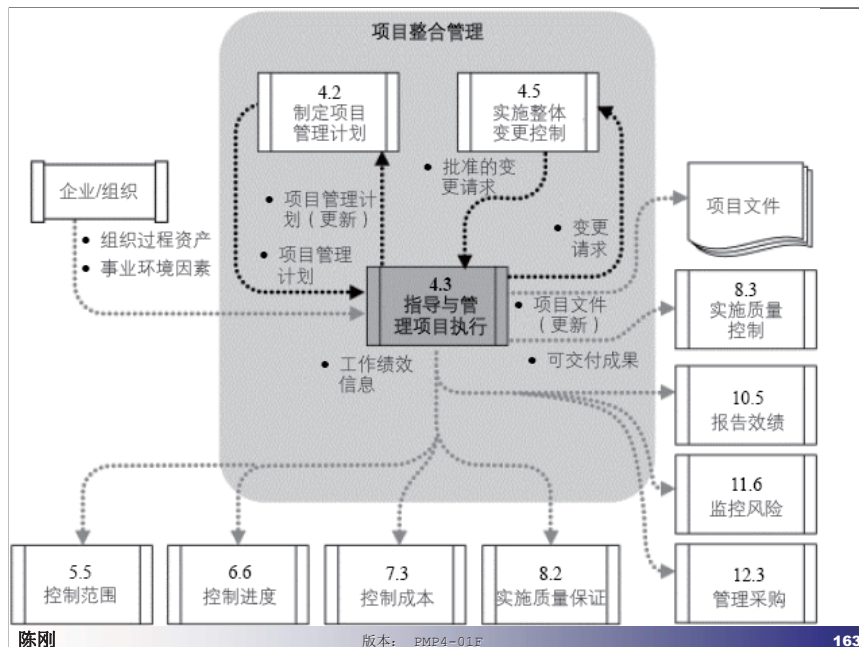 项目整合管理
4.2
制定项目
管理计划
4.5
实施整体
变更控制
企业/组织
• 组织过程资产
• 事业环境因素
• 项目管理计
划（更新）
• 项目管理
计划
• 批准的变
更请求
• 变更
请求
项目文件
4.3
指导与管
理项目执行
• 项目文件
（更新）
• 可交付成果
• 工作绩效
信息
8.3
实施质量
控制
10.5
报告效绩
11.6
监控风险
12.3
管理采购
5.5
控制范围
6.6
控制进度
7.3
控制成本
8.2
实施质量保证
陈刚
版本： PMP4-01F
163